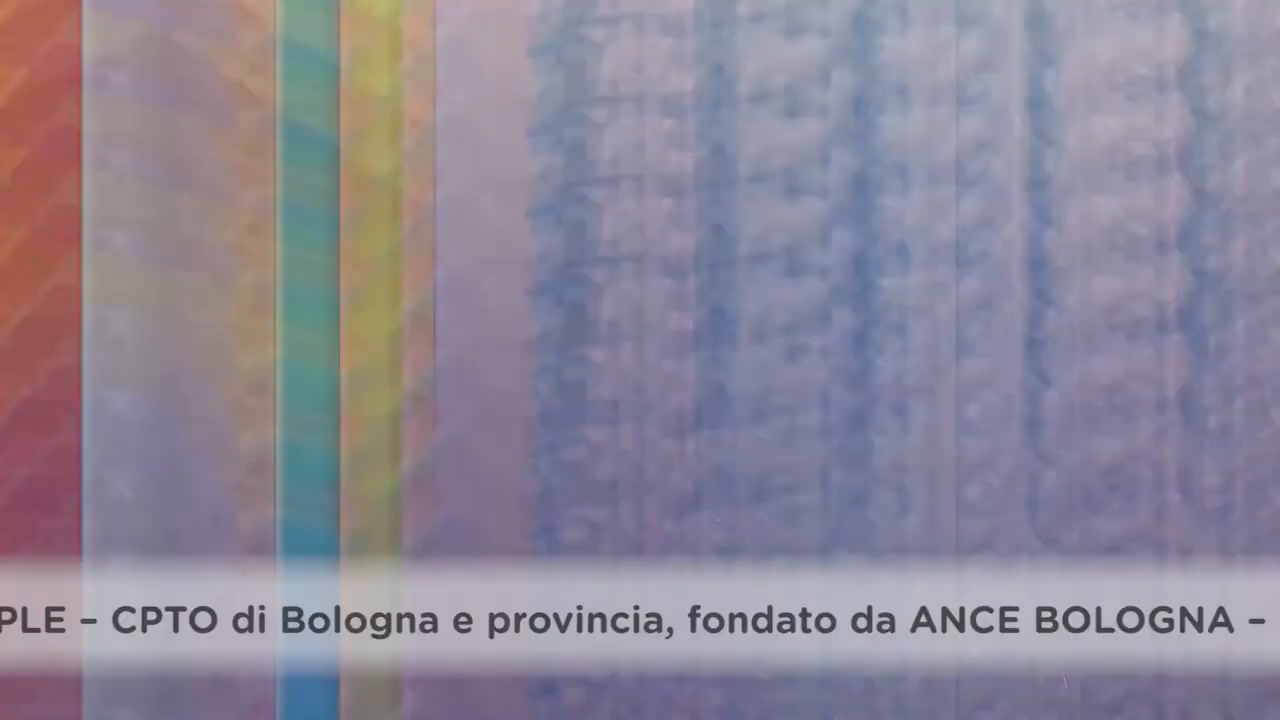 PLE – CPTO di Bologna e provincia, fondato da ANCE BOLOGNA –